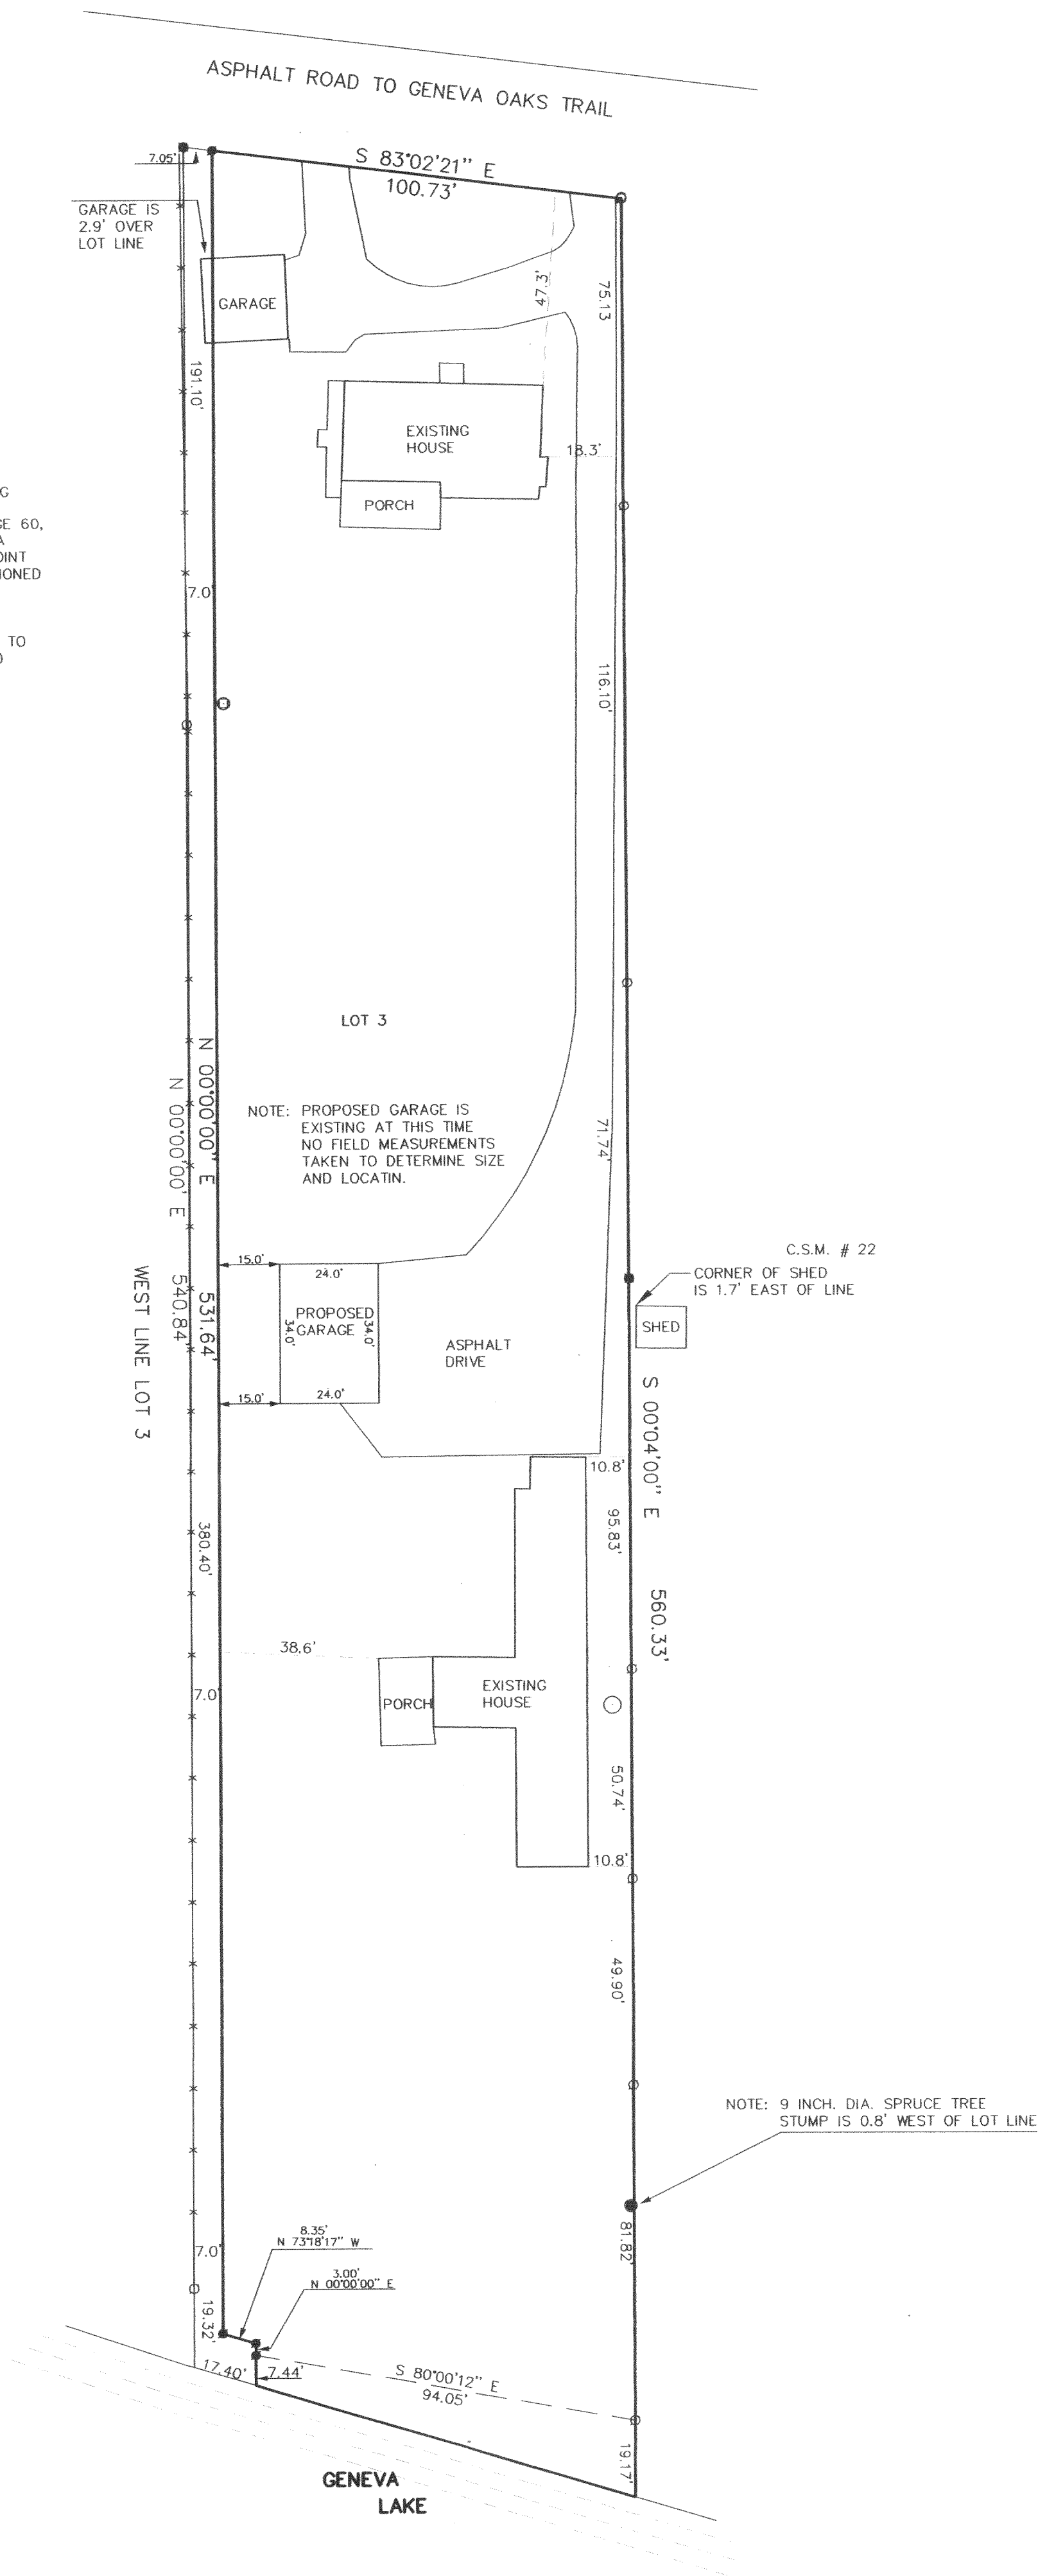 ASPHALT ROAD TO GENEVA OAKS TRAIL
7.05'
S 83°02'21" E
100.73'
GARAGE IS
2.9' OVER
LOT LINE
GARAGE
47.3'
75.13
191.10'
EXISTING
HOUSE
18.3'
PORCH
G
GE 60,
A
OINT
IONED
TO
)
7.0'
116.10'
LOT 3
N 00°00'00" E
N 00°00'00' E
NOTE: PROPOSED GARAGE IS
EXISTING AT THIS TIME
NO FIELD MEASUREMENTS
TAKEN TO DETERMINE SIZE
AND LOCATIN.
71.74'
C.S.M. # 22
CORNER OF SHED
IS 1.7' EAST OF LINE
SHED
15.0'
24.0'
PROPOSED
GARAGE
34.0'
34.0'
531.64'
540.84'
WEST LINE LOT 3
ASPHALT
DRIVE
15.0'
24.0'
S 00°04'00" E
560.33'
10.8'
95.83'
380.40'
38.6'
EXISTING
HOUSE
PORCH
7.0'
50.74'
10.8'
49.90'
NOTE: 9 INCH. DIA. SPRUCE TREE
STUMP IS 0.8' WEST OF LOT LINE
81.82'
8.35'
N 73°18'17" W
7.0'
3.00'
N 00°00'00" E
19.32'
17.40'
7.44'
S 80°00'12" E
94.05'
19.17'
GENEVA
LAKE